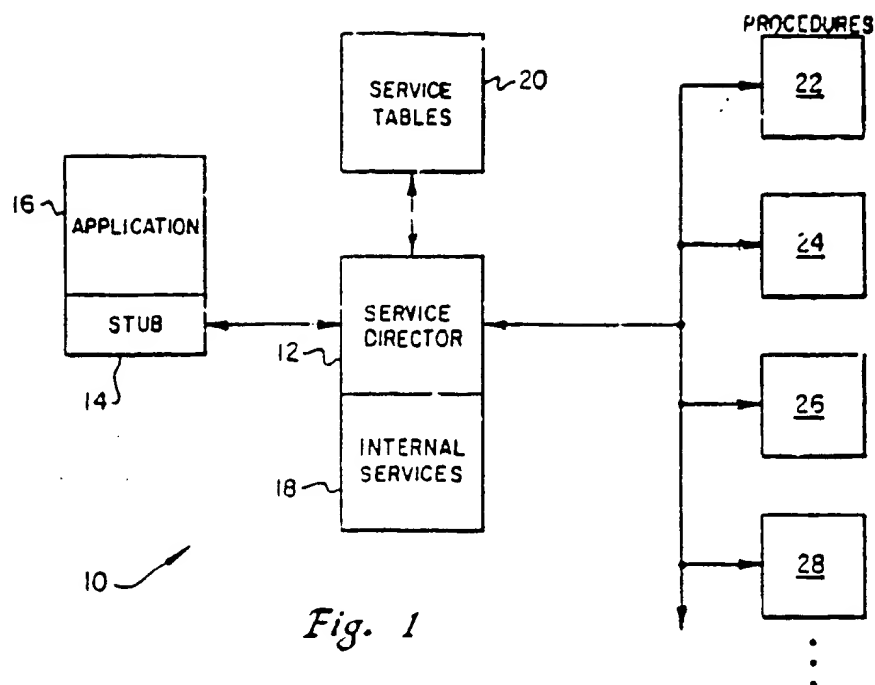 PROCEDURES
22
SERVICE
TABLES
20
16
APPLICATION
24
STUB
14
SERVICE
DIRECTOR
12
26
INTERNAL
SERVICES
18
28
10
Fig. 1